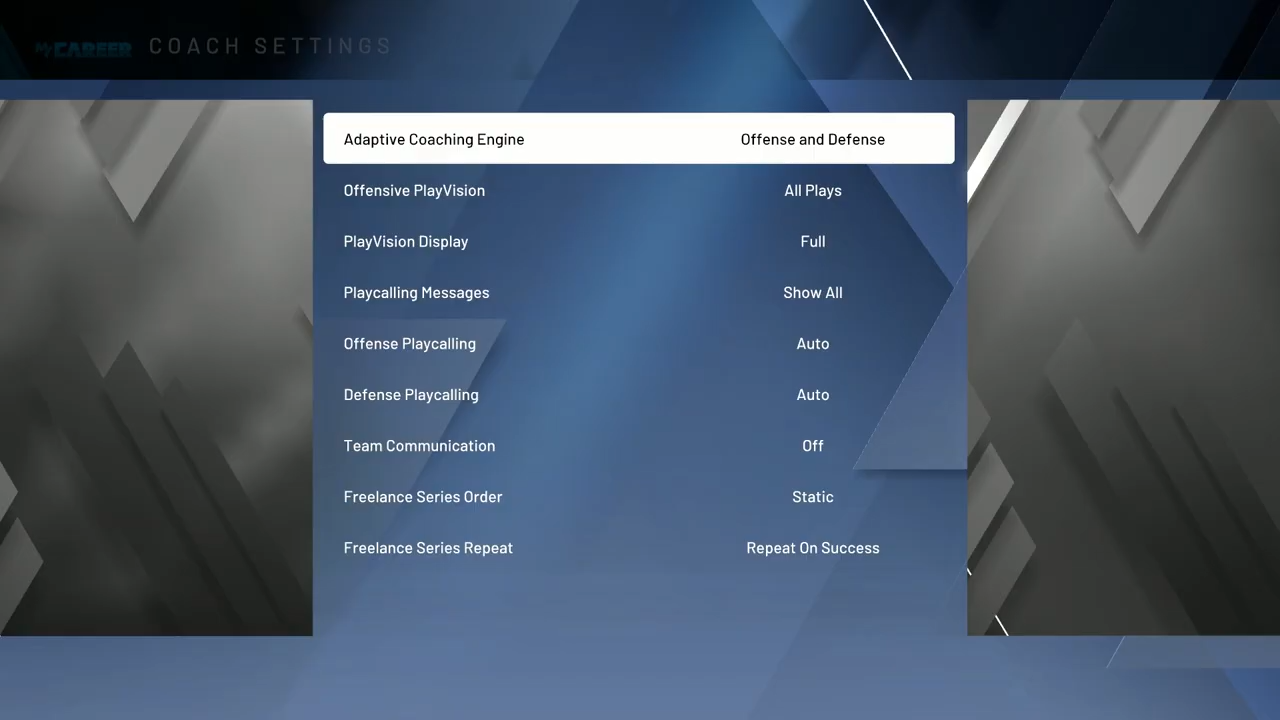 MyCAREER COACH SETTINGS
Adaptive Coaching Engine Offense and Defense
Offensive PlayVision All Plays
PlayVision Display Full
Playcalling Messages Show All
Offense Playcalling Auto
Defense Playcalling Auto
Team Communication Off
Freelance Series Order Static
Freelance Series Repeat Repeat On Success